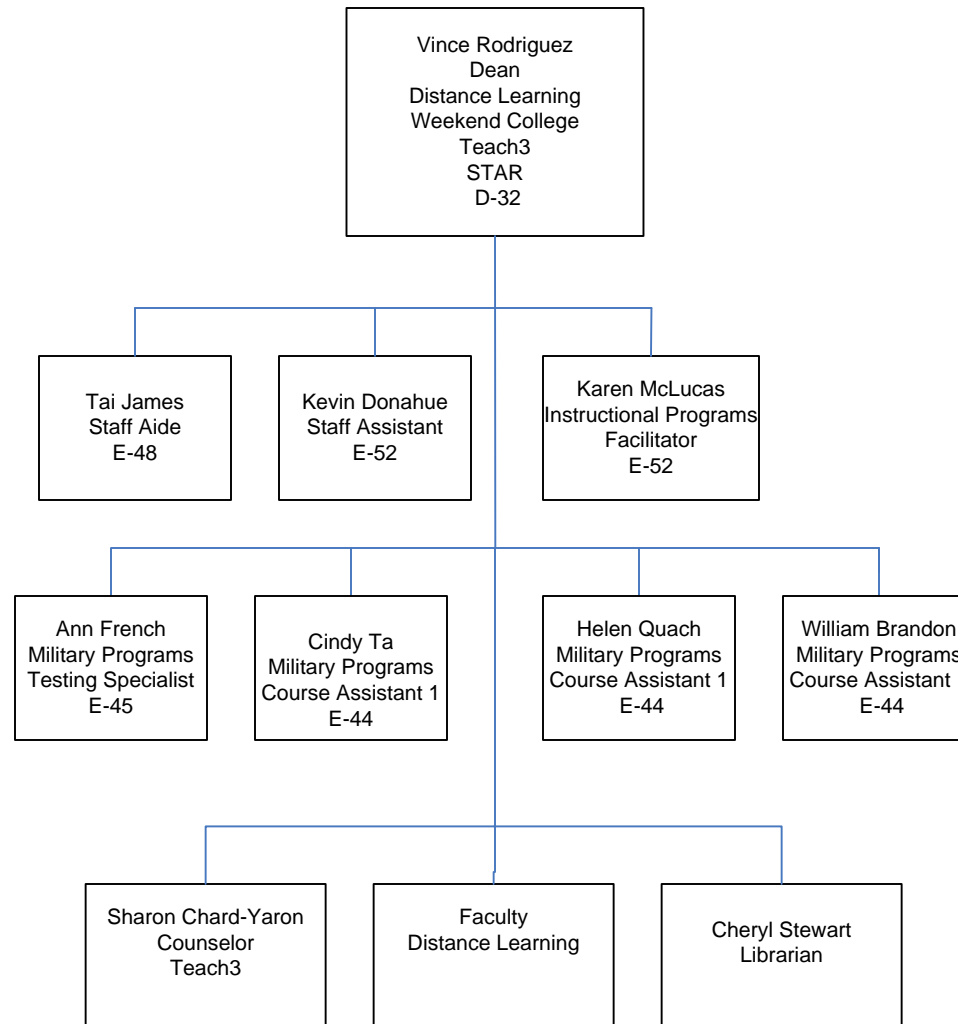 Vince Rodriguez
Dean
Distance Learning
Weekend College
Teach3
STAR
D-32
Tai James
Staff Aide
E-48
Kevin Donahue
Staff Assistant
E-52
Karen McLucas
Instructional Programs
Facilitator
E-52
Ann French
Military Programs
Testing Specialist
E-45
Cindy Ta
Military Programs
Course Assistant 1
E-44
Helen Quach
Military Programs
Course Assistant 1
E-44
William Brandon
Military Programs
Course Assistant
E-44
Sharon Chard-Yaron
Counselor
Teach3
Faculty
Distance Learning
Cheryl Stewart
Librarian